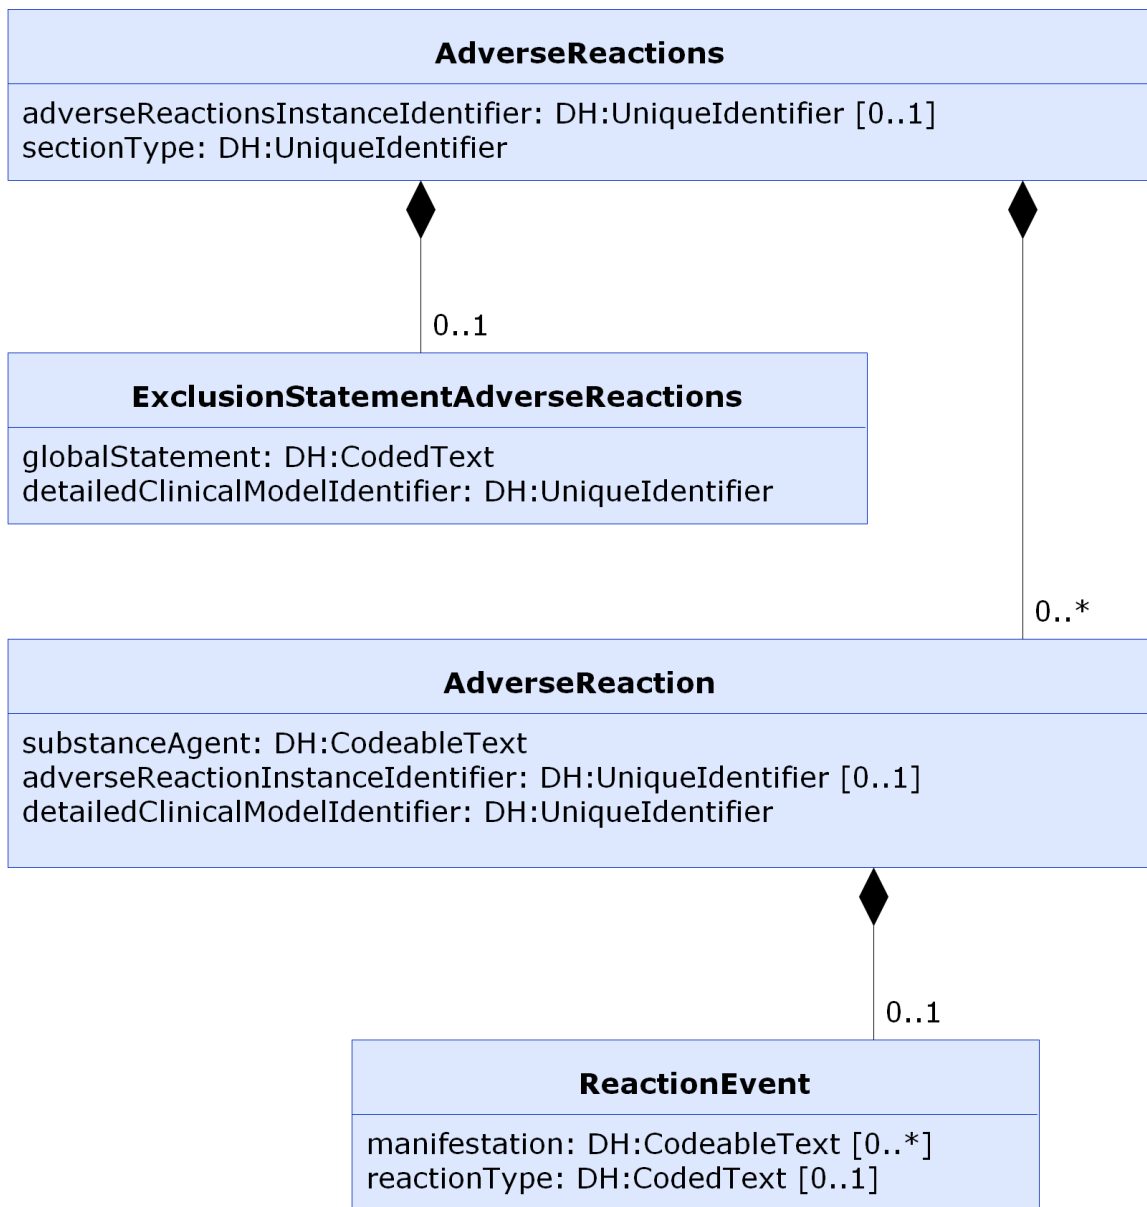 AdverseReactions
adverseReactionsInstanceIdentifier: DH:UniqueIdentifier [0..1]
sectionType: DH:UniqueIdentifier
0..1
ExclusionStatementAdverseReactions
globalStatement: DH:CodedText
detailedClinicalModelIdentifier: DH:UniqueIdentifier
0..*
AdverseReaction
substanceAgent: DH:CodeableText
adverseReactionInstanceIdentifier: DH:UniqueIdentifier [0..1]
detailedClinicalModelIdentifier: DH:UniqueIdentifier
0..1
ReactionEvent
manifestation: DH:CodeableText [0..*]
reactionType: DH:CodedText [0..1]